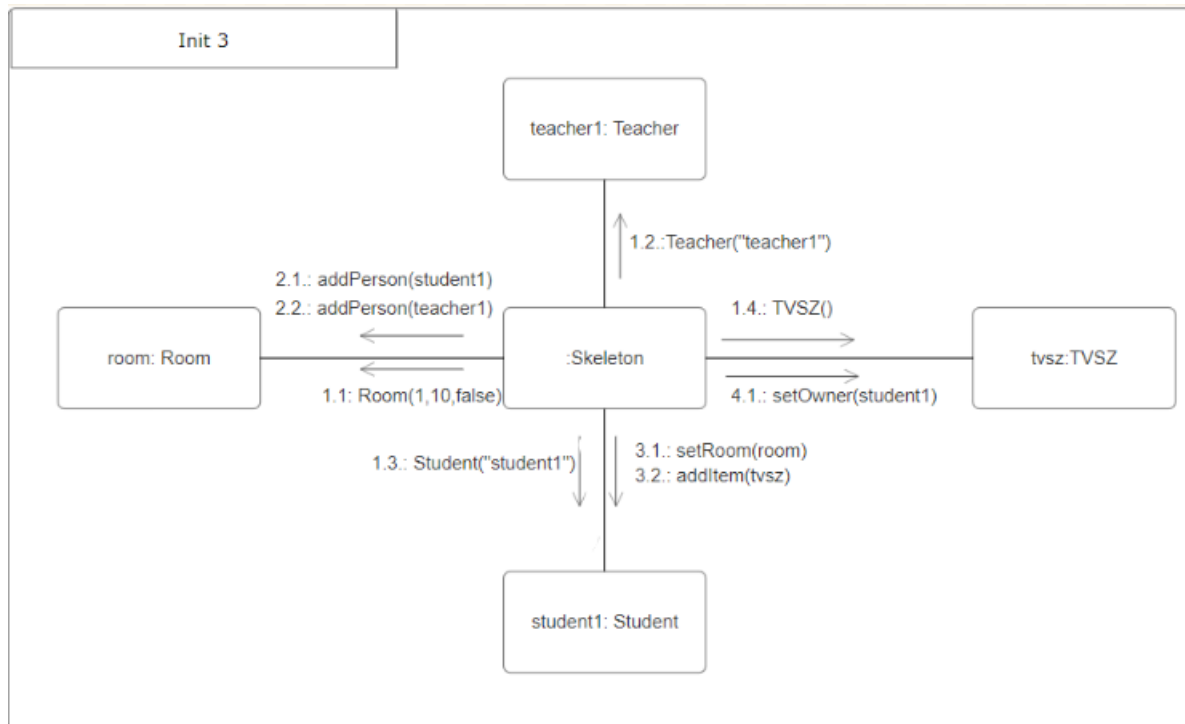 Init 3
teacher1: Teacher
1.2.:Teacher("teacher1")
2.1.: addPerson(student1)
2.2.: addPerson(teacher1)
1.4.: TVSZ()
room: Room
:Skeleton
tvsz:TVSZ
1.1: Room(1,10,false)
4.1.: setOwner(student1)
1.3.: Student("student1")
3.1.: setRoom(room)
3.2.: addItem(tvsz)
student1: Student